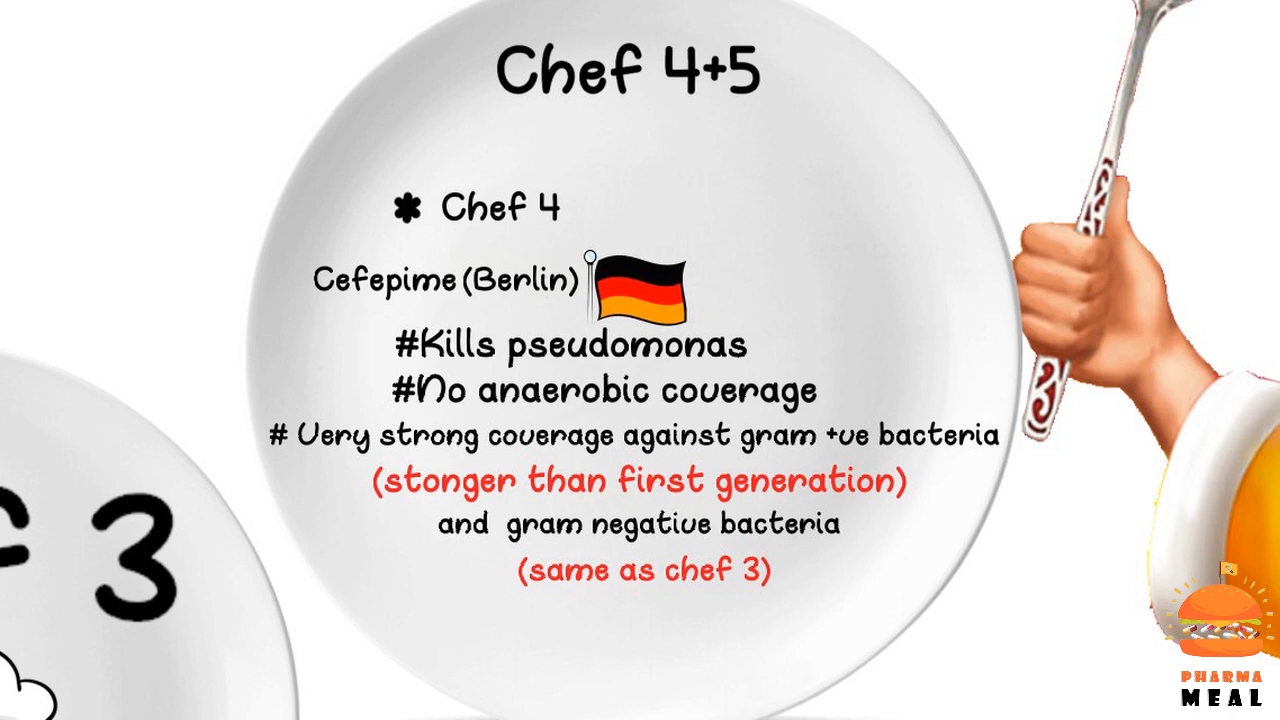 Chef 4+5
✱ Chef 4
Cefepime (Berlin)
#Kills pseudomonas
#No anaerobic coverage
# Very strong coverage against gram +ve bacteria
(stonger than first generation)
and gram negative bacteria
(same as chef 3)
f 3
PHARMA
MEAL